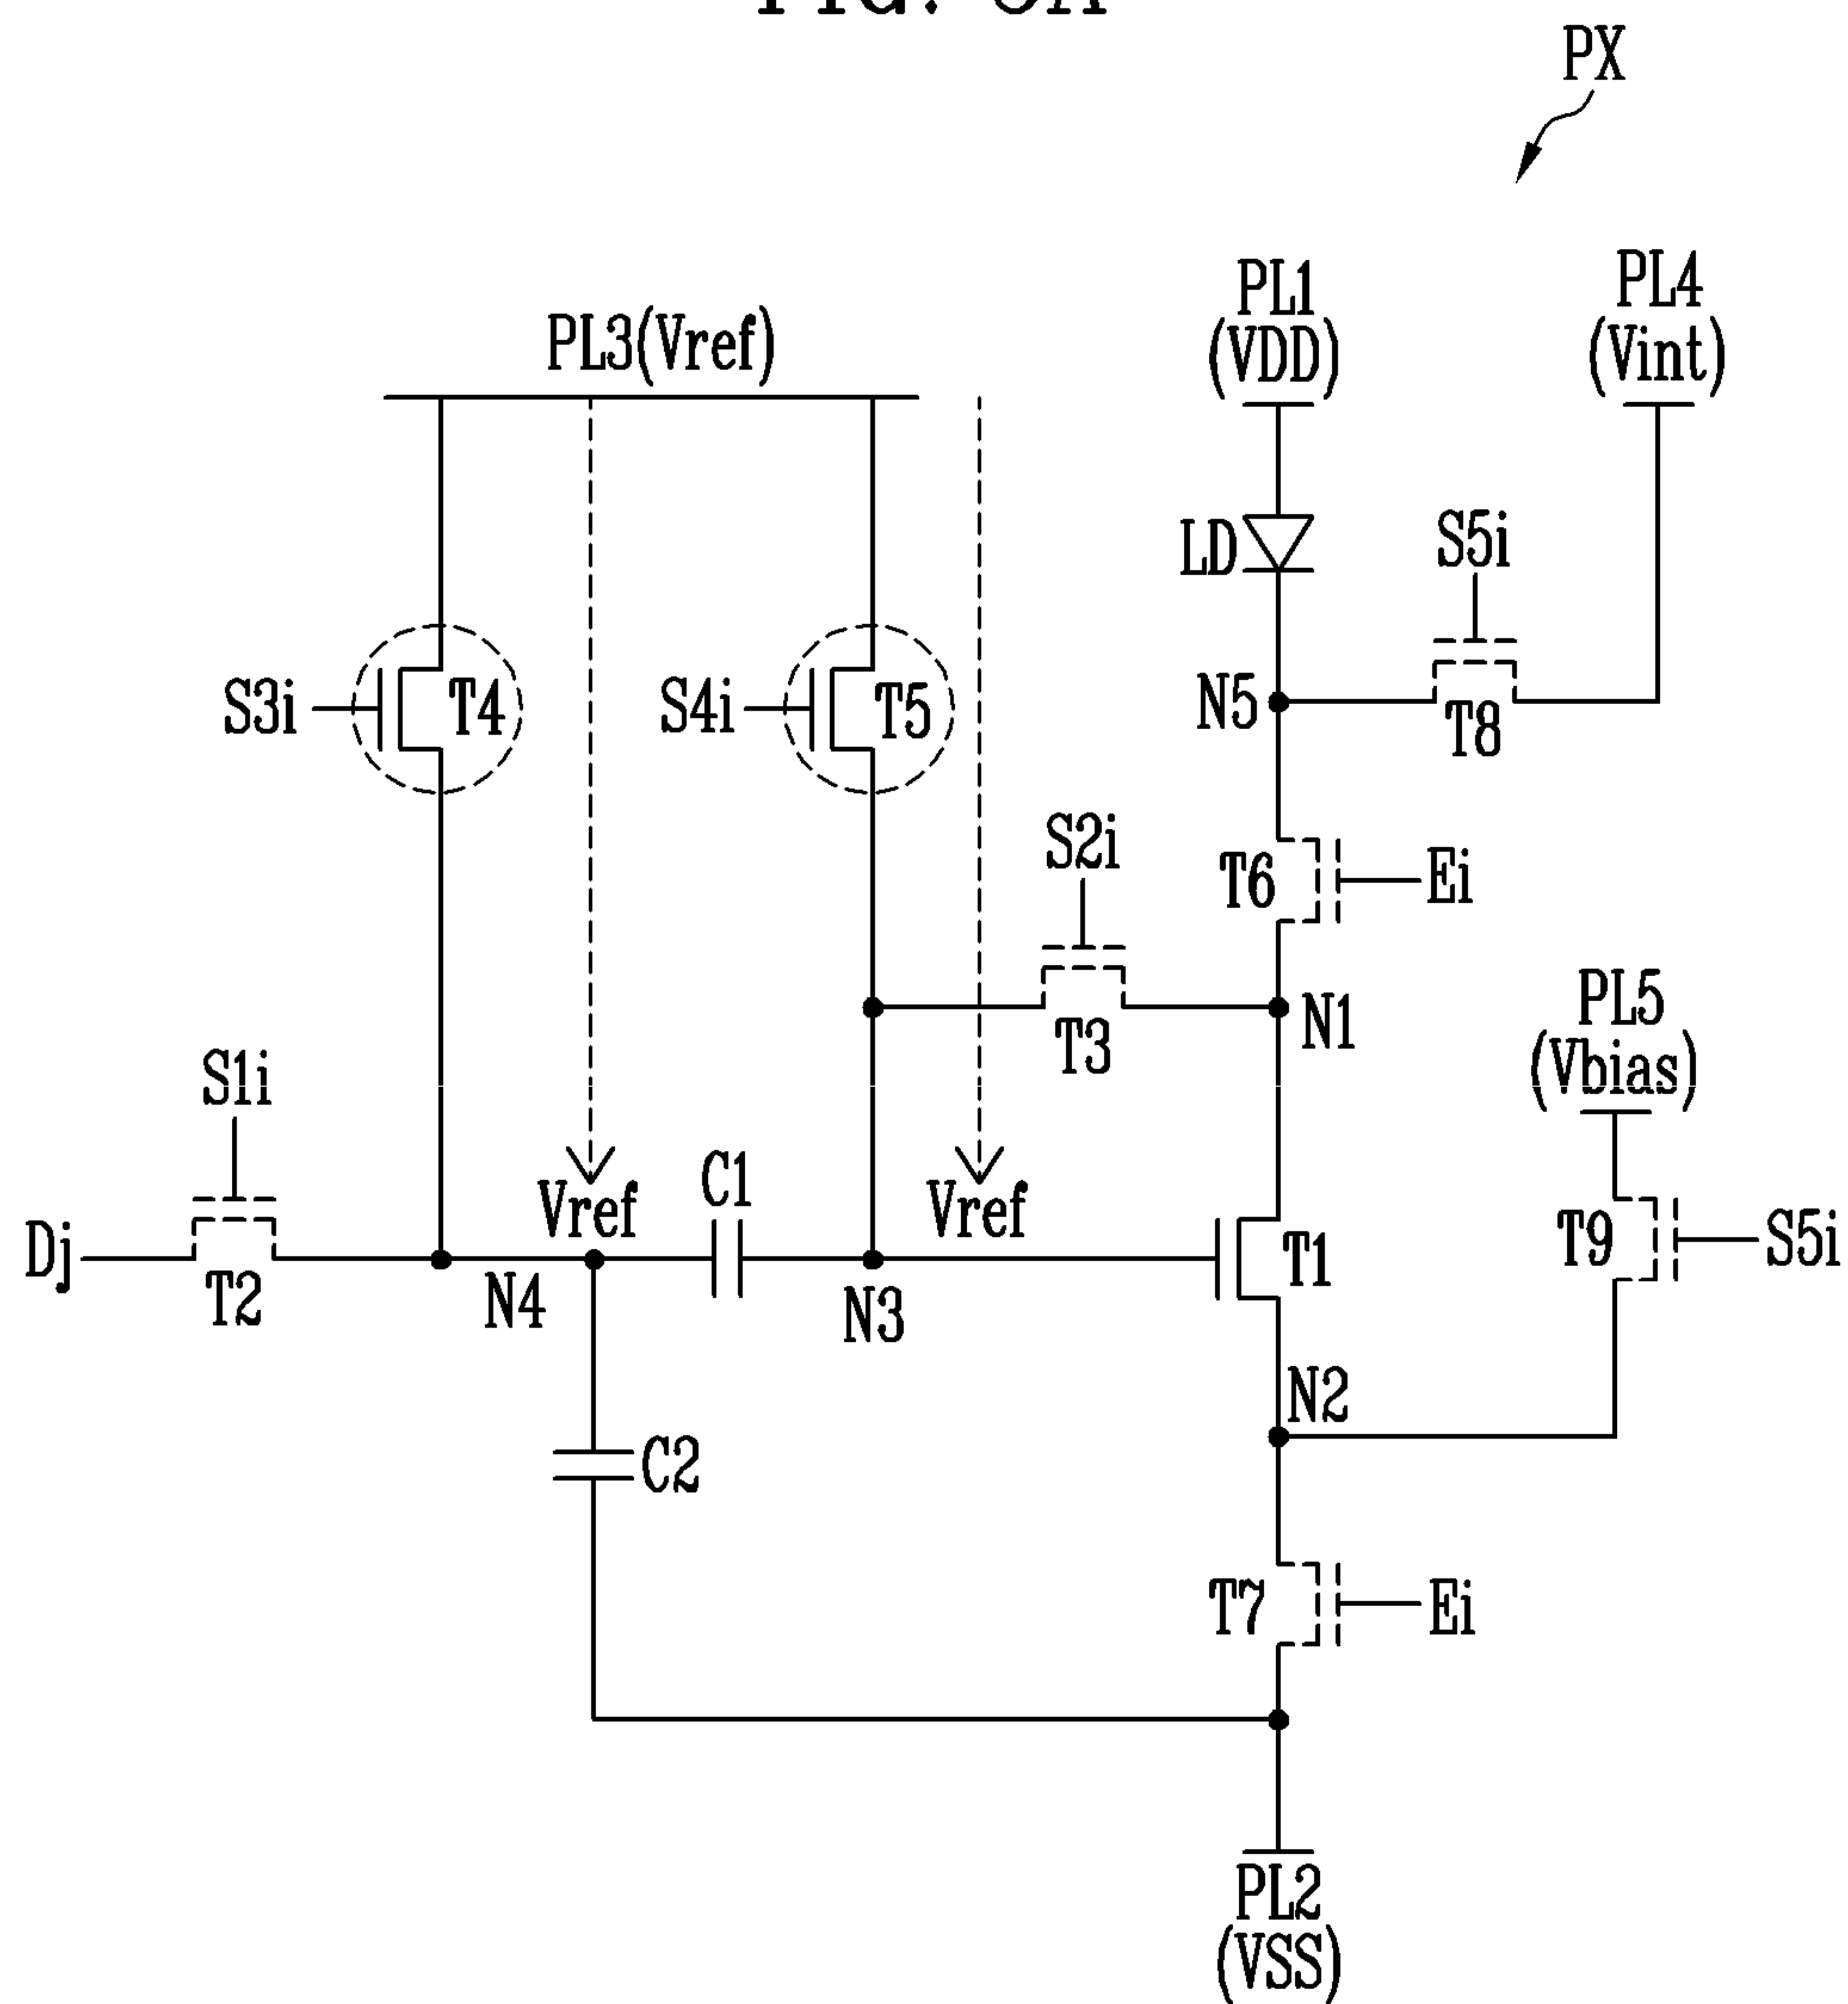 PX
PL1
(VDD)
PL4
(Vint)
PL3(Vref)
LD
S5i
S3i
T4
S4i
T5
N5
T8
S2i
T6
Ei
T3
N1
PL5
(Vbias)
S1i
Vref
C1
Vref
Dj
T2
N4
N3
T1
T9
S5i
N2
C2
T7
Ei
PL2
(VSS)